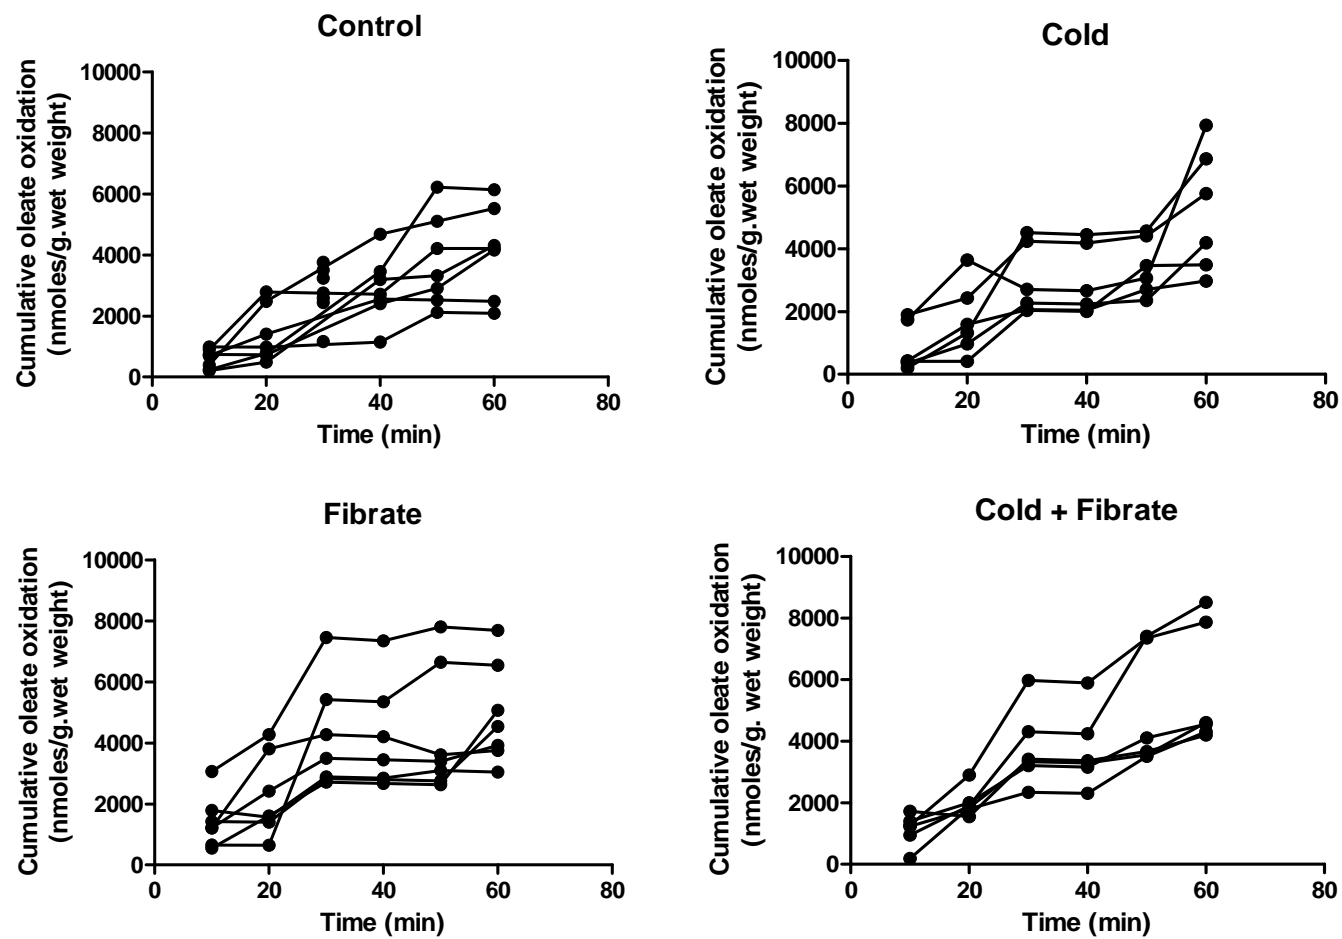 Control
Cumulative oleate oxidation
(nmoles/g.wet weight)
10000
8000
6000
4000
2000
0
0 20 40 60 80
Time (min)
Cold
Cumulative oleate oxidation
(nmoles/g.wet weight)
10000
8000
6000
4000
2000
0
0 20 40 60 80
Time (min)
Fibrate
Cumulative oleate oxidation
(nmoles/g.wet weight)
10000
8000
6000
4000
2000
0
0 20 40 60 80
Time (min)
Cold + Fibrate
Cumulative oleate oxidation
(nmoles/g. wet weight)
10000
8000
6000
4000
2000
0
0 20 40 60 80
Time (min)